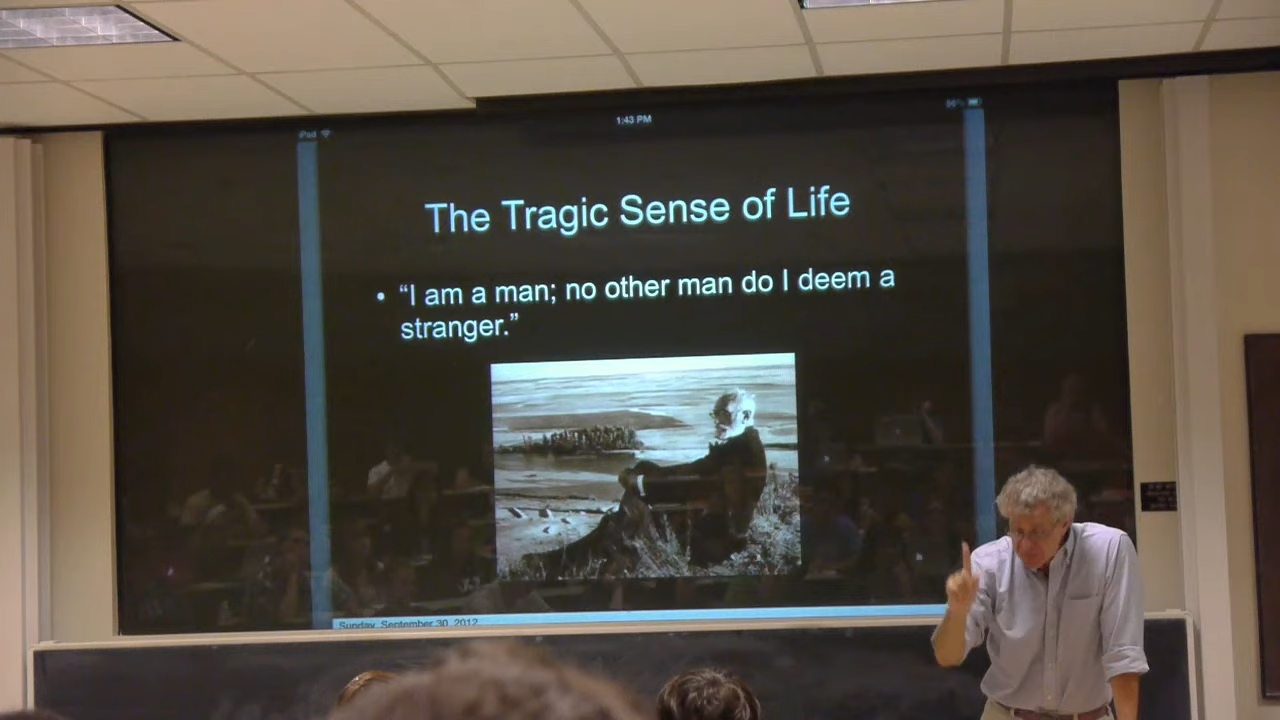 iPad
1:43 PM
The Tragic Sense of Life
• “I am a man; no other man do I deem a
stranger.”
Sunday, September 30, 2012